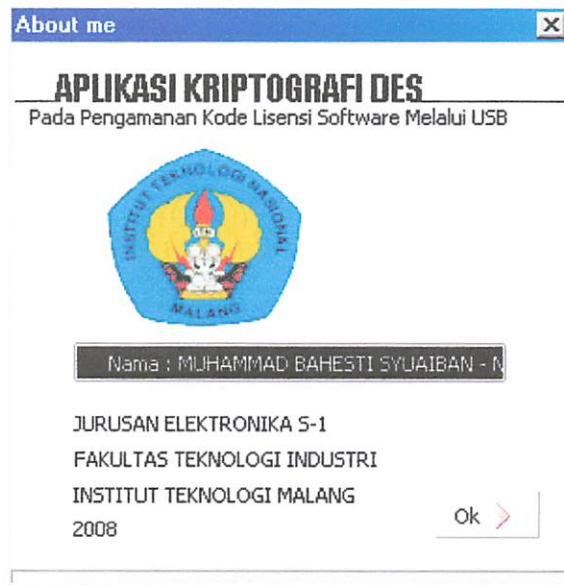 About me
APLIKASI KRIPTOGRAFI DES
Pada Pengamanan Kode Lisensi Software Melalui USB
INSTITUT TEKNOLOGI NASIONAL
MALANG
Nama : MUHAMMAD BAHESTI SYUAIBAN - N
JURUSAN ELEKTRONIKA S-1
FAKULTAS TEKNOLOGI INDUSTRI
INSTITUT TEKNOLOGI MALANG
2008
Ok